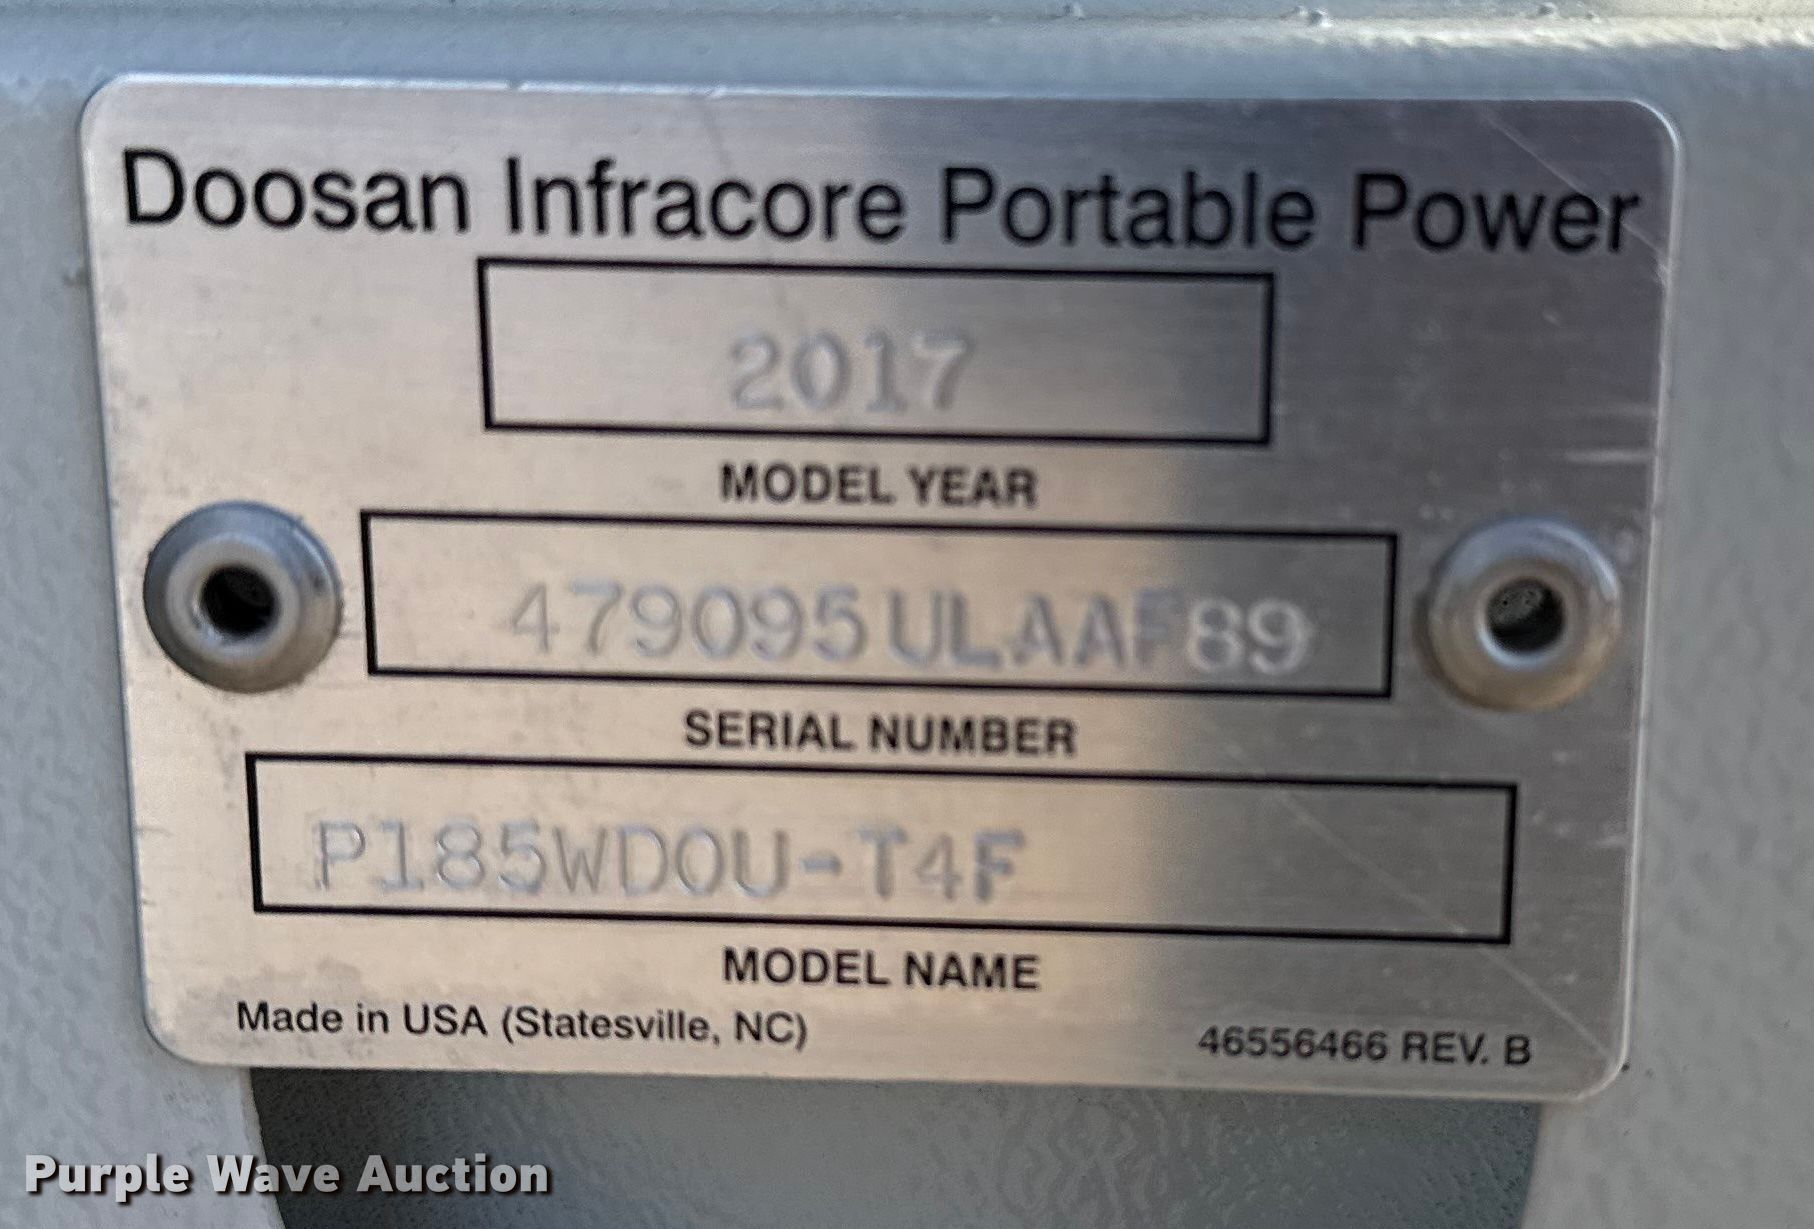 Doosan Infracore Portable Power
2017
MODEL YEAR
479095ULAAF89
SERIAL NUMBER
P185WDOU-T4F
MODEL NAME
Made in USA (Statesville, NC)
46556466 REV. B
Purple Wave Auction